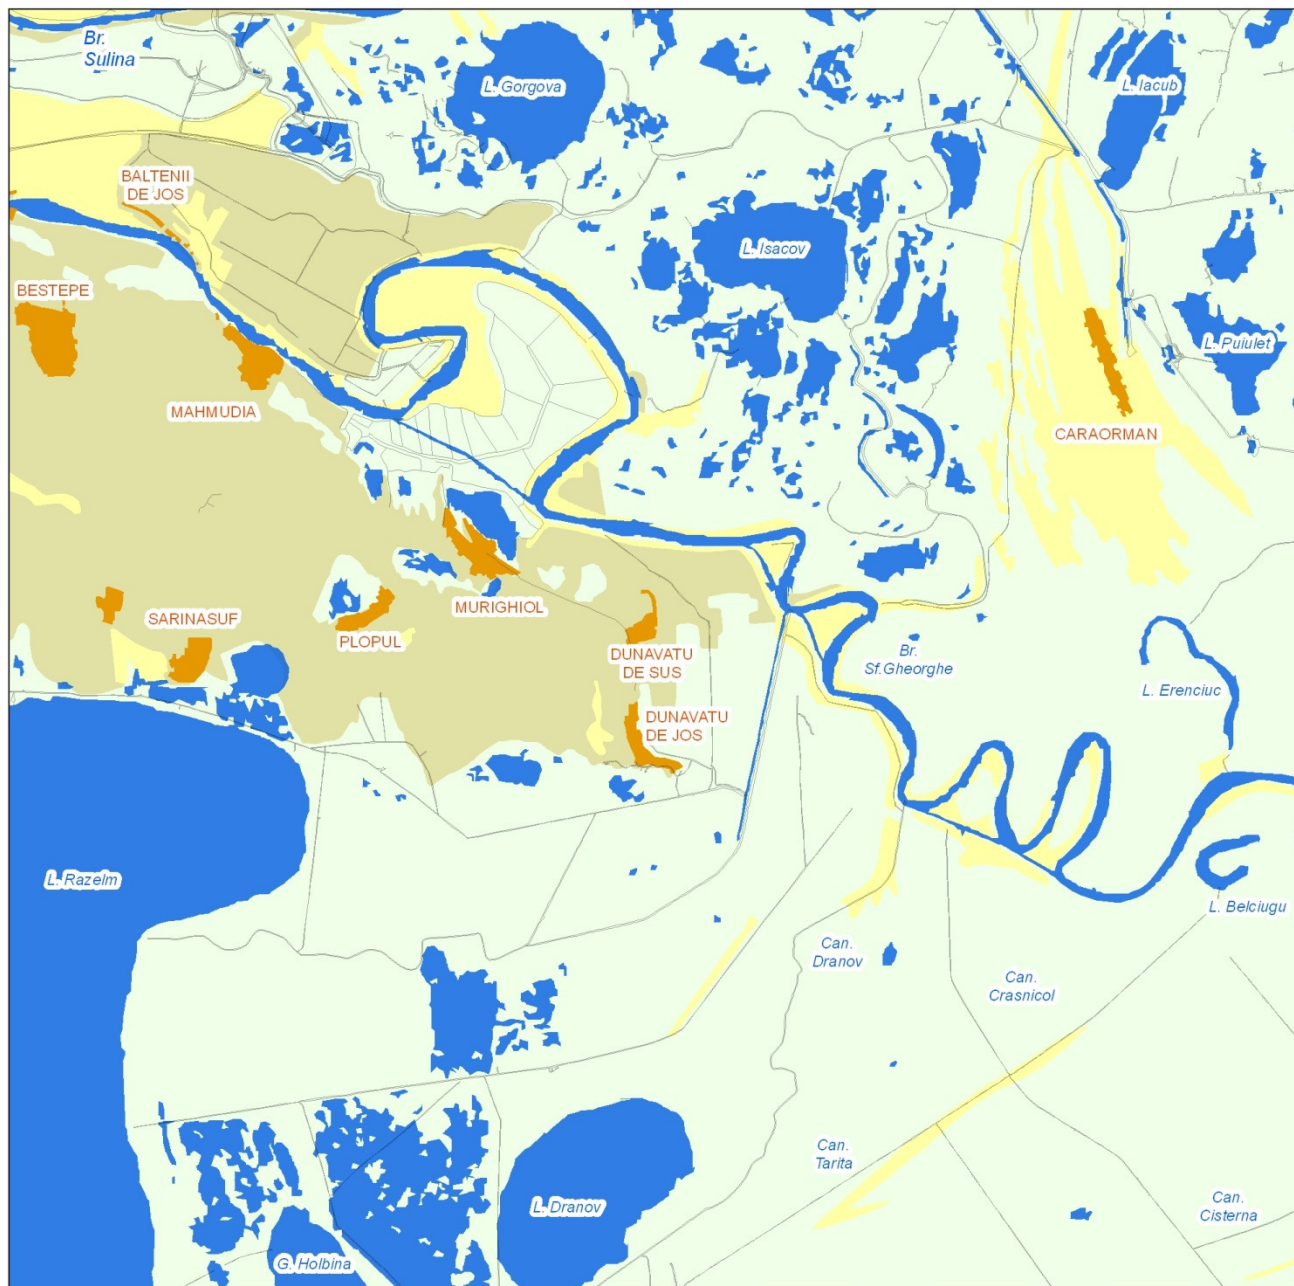 Br.
Sulina
L. Gorgova
L. Iacub
BALTENII
DE JOS
L. Isacov
BESTEPE
L. Puiulet
MAHMUDIA
CARAORMAN
SARINASUF
PLOPUL
MURIGHIOL
DUNAVATU
DE SUS
Br.
Sf.Gheorghe
L. Erenciuc
DUNAVATU
DE JOS
L. Razelm
L. Belciugu
Can.
Dranov
Can.
Crasnicol
Can.
Tarita
L. Dranov
Can.
Cisterna
G. Holbina